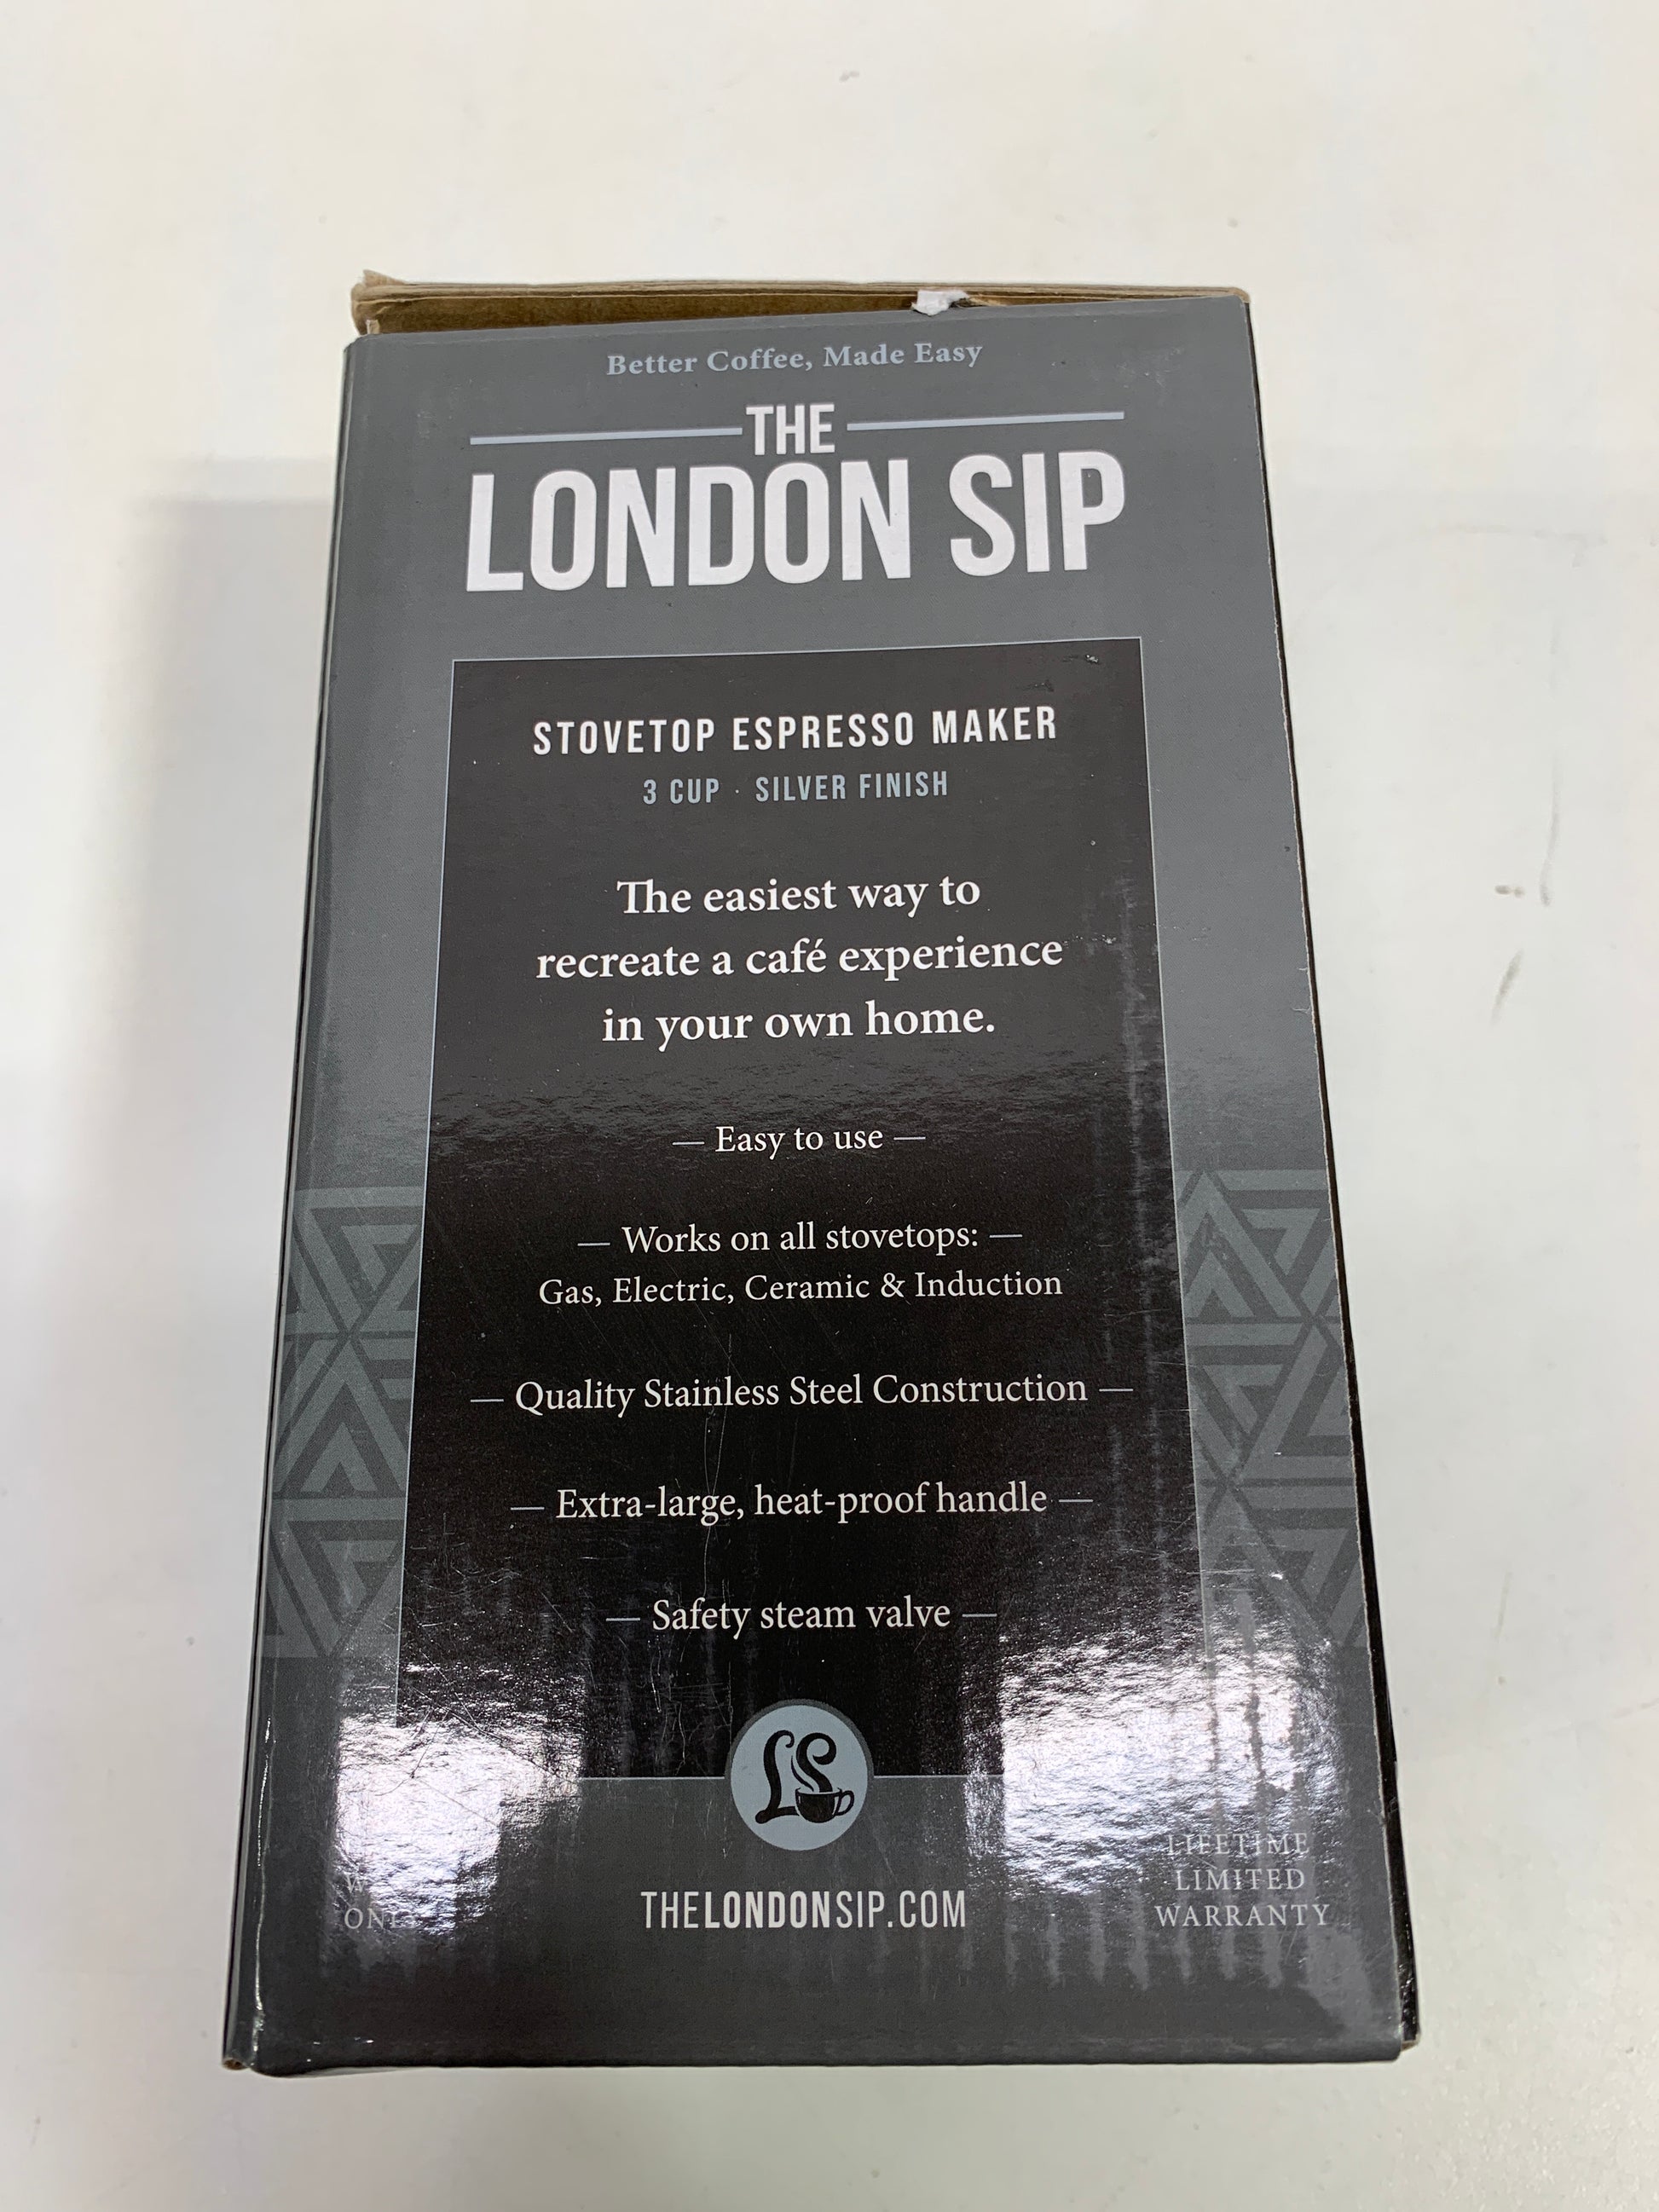 Better Coffee, Made Easy
THE
LONDON SIP
STOVETOP ESPRESSO MAKER
3 CUP · SILVER FINISH
The easiest way to
recreate a café experience
in your own home.
— Easy to use —
— Works on all stovetops: —
Gas, Electric, Ceramic & Induction
— Quality Stainless Steel Construction —
— Extra-large, heat-proof handle —
— Safety steam valve —
LS
THELONDONSIP.COM
LIFETIME
LIMITED
WARRANTY